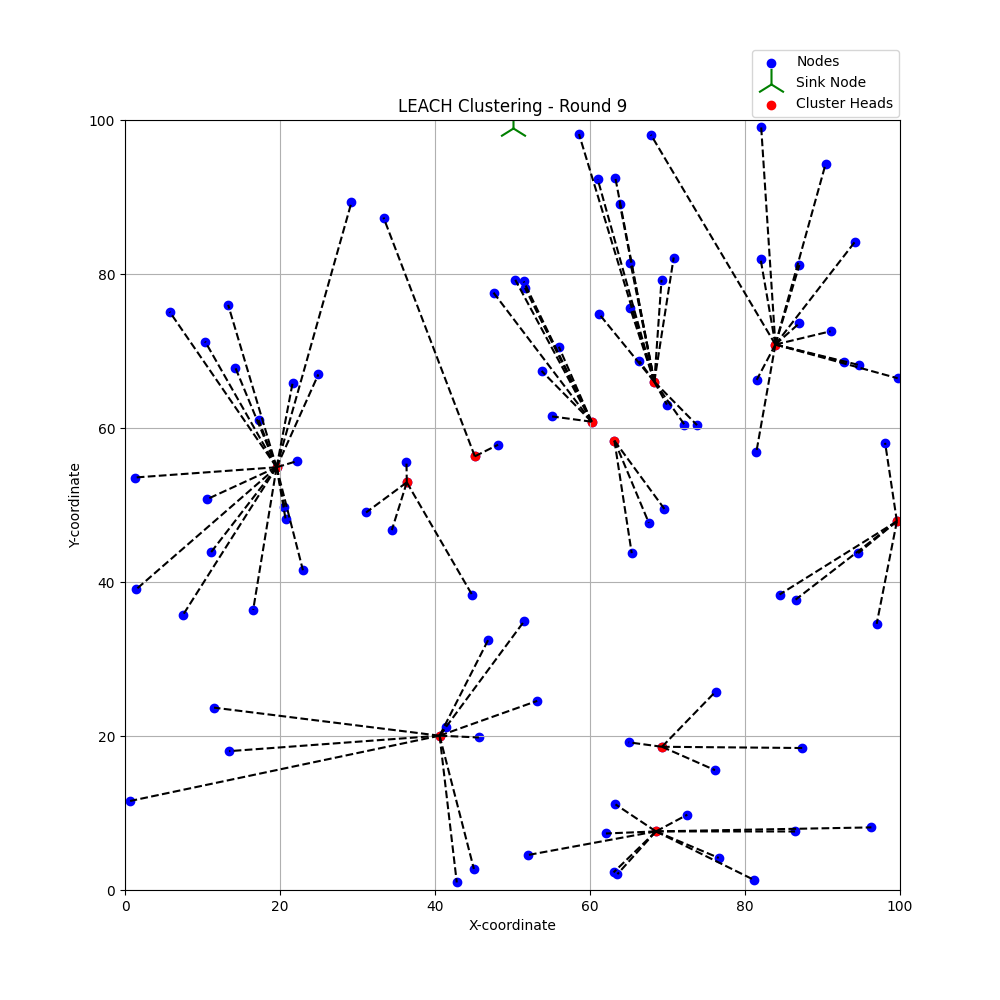 Nodes
Sink Node
Cluster Heads
LEACH Clustering - Round 9
100
80
60
40
20
0
Y-coordinate
0 20 40 60 80 100
X-coordinate